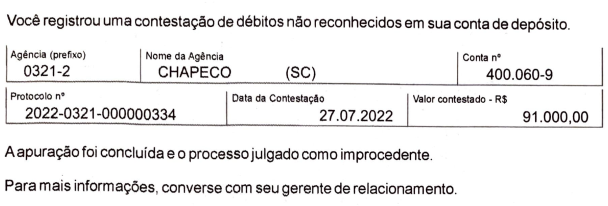 Você registrou uma contestação de débitos não reconhecidos em sua conta de depósito.
Agência (prefixo) Nome da Agência Conta nº
0321-2 CHAPECO (SC) 400.060-9
Protocolo nº Data da Contestação Valor contestado - R$
2022-0321-000000334 27.07.2022 91.000,00
A apuração foi concluída e o processo julgado como improcedente.
Para mais informações, converse com seu gerente de relacionamento.